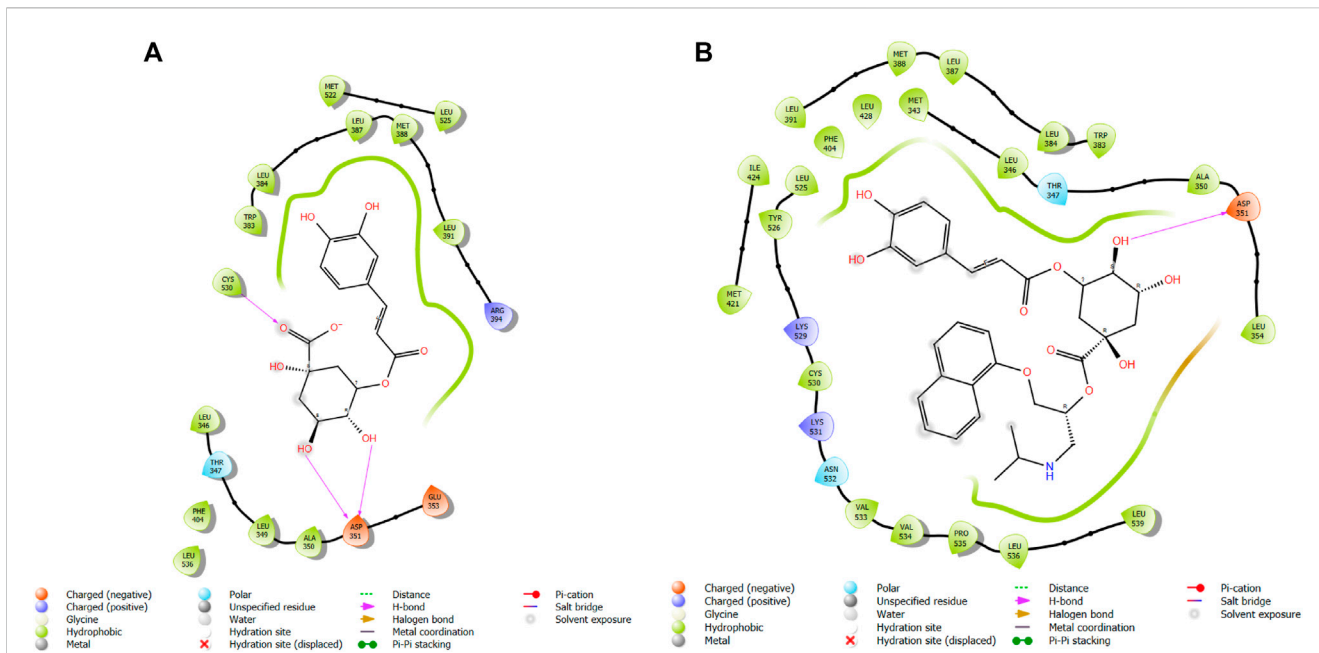 A
MET
522
LEU
525
LEU
387
MET
388
LEU
384
TRP
383
LEU
391
CYS
530
ARG
394
HO
OH
O
O⁻
HO
O
O
HO
OH
LEU
346
THR
347
PHE
404
LEU
349
ALA
350
ASP
351
GLU
353
LEU
536
Charged (negative)
Charged (positive)
Glycine
Hydrophobic
Metal
Polar
Unspecified residue
Water
Hydration site
Hydration site (displaced)
Distance
H-bond
Halogen bond
Metal coordination
Pi-Pi stacking
Pi-cation
Salt bridge
Solvent exposure
B
MET
388
LEU
387
LEU
391
LEU
428
MET
343
PHE
404
LEU
384
TRP
383
ILE
424
LEU
525
LEU
346
THR
347
ALA
350
ASP
351
TYR
526
MET
421
LYS
529
CYS
530
LYS
531
ASN
532
VAL
533
VAL
534
PRO
535
LEU
536
LEU
539
LEU
354
HO
HO
O
O
OH
OH
R
R
OH
O
O
O
R
NH
Charged (negative)
Charged (positive)
Glycine
Hydrophobic
Metal
Polar
Unspecified residue
Water
Hydration site
Hydration site (displaced)
Distance
H-bond
Halogen bond
Metal coordination
Pi-Pi stacking
Pi-cation
Salt bridge
Solvent exposure